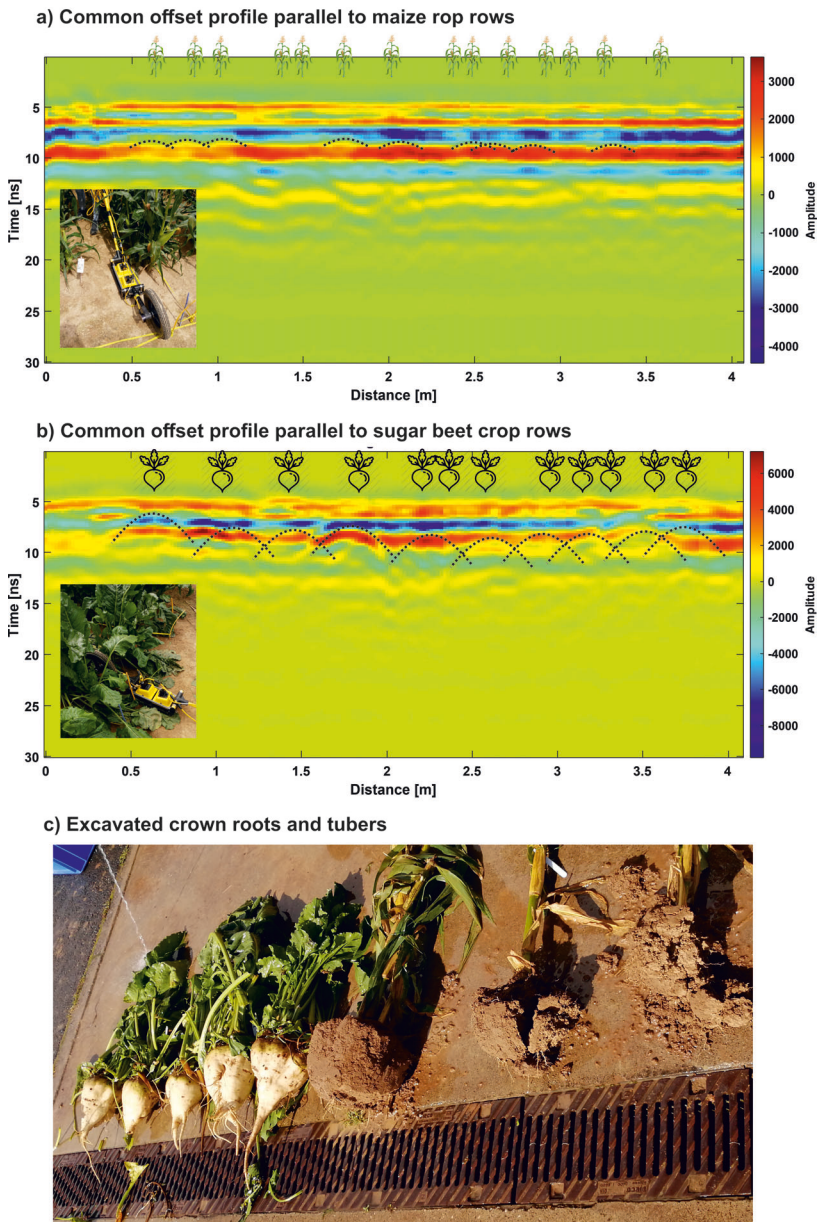 a) Common offset profile parallel to maize rop rows
5
10
15
20
25
30
Time [ns]
0 0.5 1 1.5 2 2.5 3 3.5 4
Distance [m]
3000
2000
1000
0
-1000
-2000
-3000
-4000
Amplitude
b) Common offset profile parallel to sugar beet crop rows
5
10
15
20
25
30
Time [ns]
0 0.5 1 1.5 2 2.5 3 3.5 4
Distance [m]
6000
4000
2000
0
-2000
-4000
-6000
-8000
Amplitude
c) Excavated crown roots and tubers